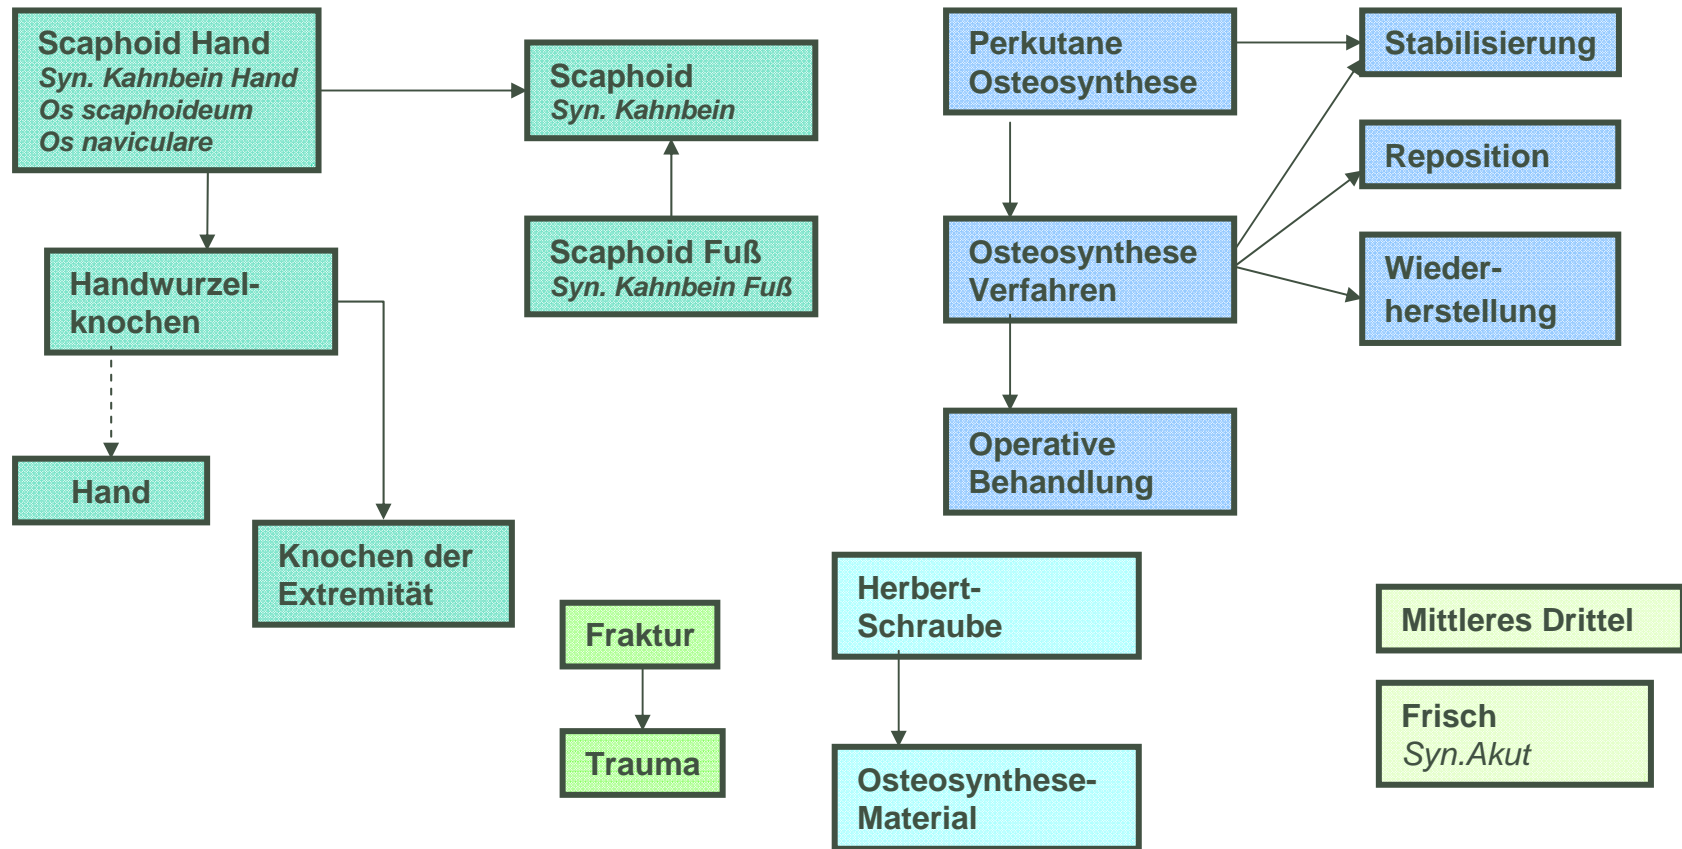 Scaphoid Hand
Syn. Kahnbein Hand
Os scaphoideum
Os naviculare
Scaphoid
Syn. Kahnbein
Scaphoid Fuß
Syn. Kahnbein Fuß
Handwurzel-
knochen
Hand
Knochen der
Extremität
Perkutane
Osteosynthese
Stabilisierung
Reposition
Osteosynthese
Verfahren
Wieder-
herstellung
Operative
Behandlung
Fraktur
Trauma
Herbert-
Schraube
Osteosynthese-
Material
Mittleres Drittel
Frisch
Syn.Akut